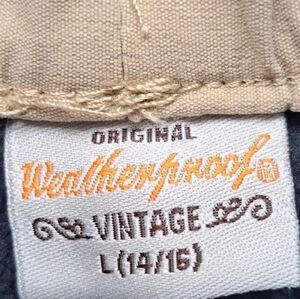 ORIGINAL
Weatherproof
VINTAGE
L (14/16)